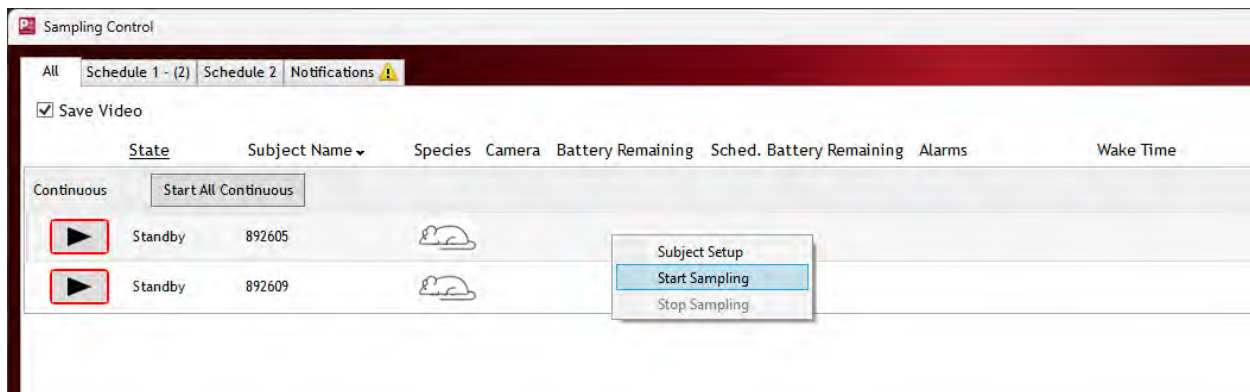 Sampling Control
All Schedule 1 - (2) Schedule 2 Notifications
Save Video
State Subject Name Species Camera Battery Remaining Sched. Battery Remaining Alarms Wake Time
Continuous Start All Continuous
Standby 892605
Subject Setup
Start Sampling
Standby 892609
Stop Sampling